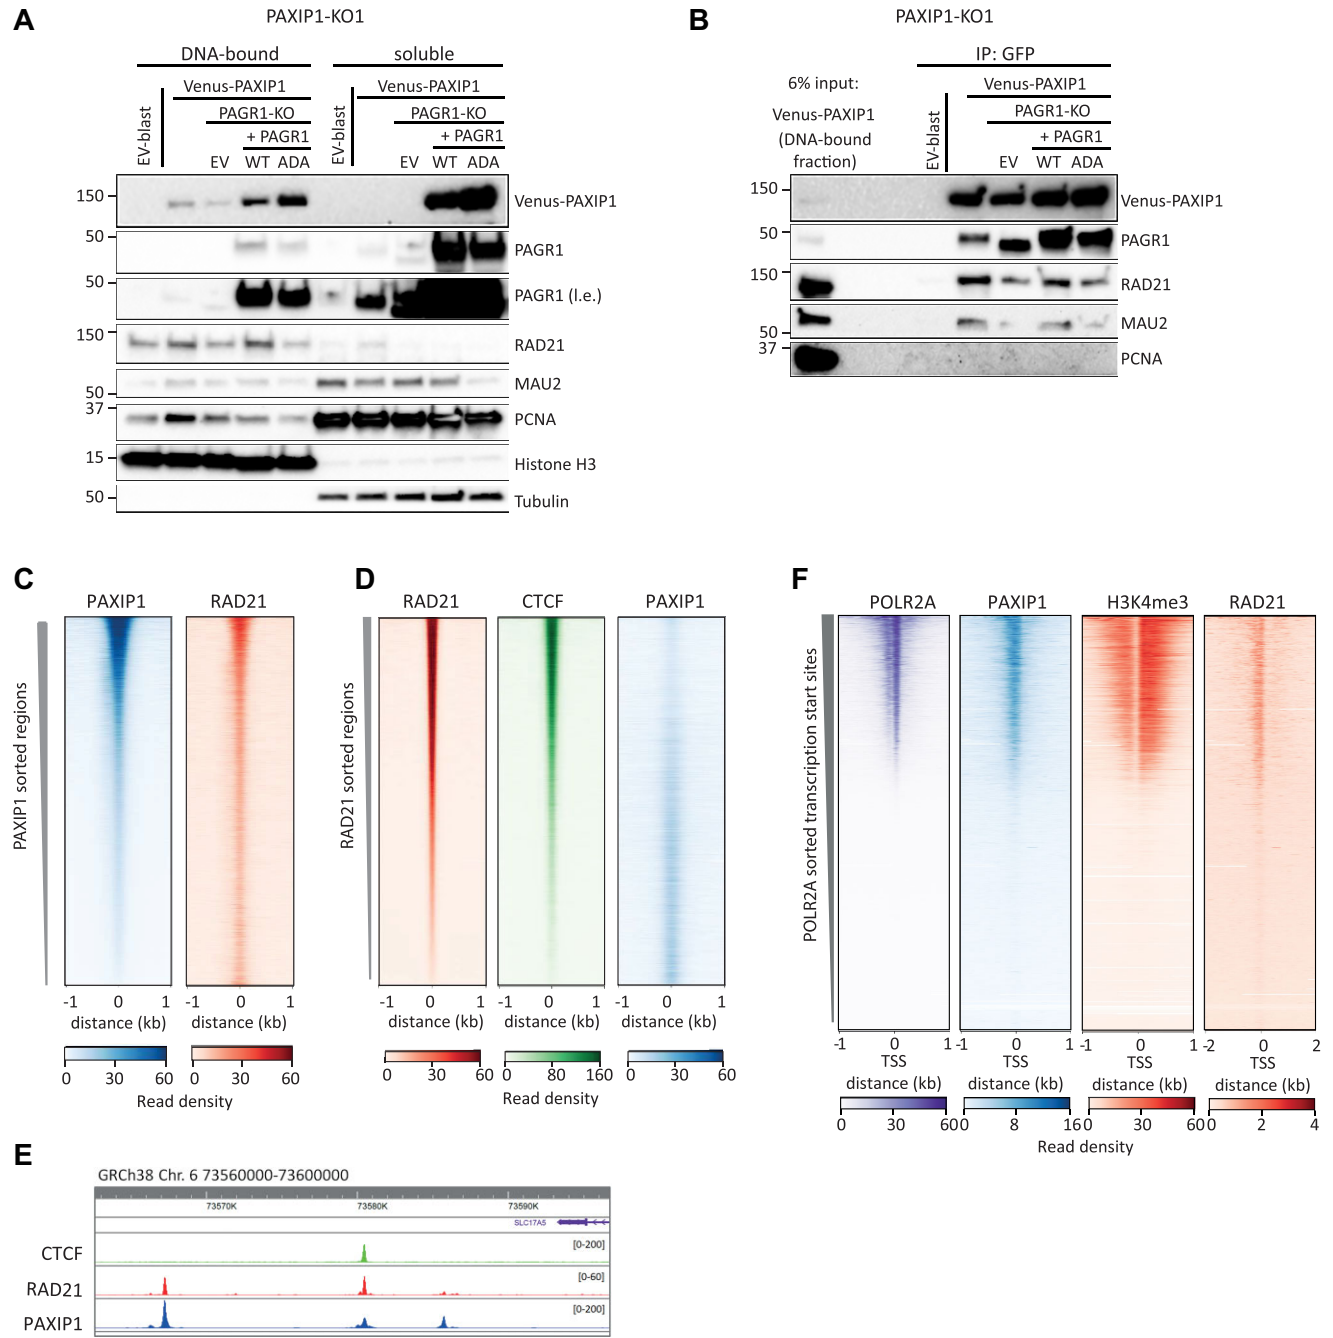 A
PAXIP1-KO1
DNA-bound
soluble
EV-blast
Venus-PAXIP1
PAGR1-KO
+ PAGR1
EV
WT
ADA
EV-blast
Venus-PAXIP1
PAGR1-KO
+ PAGR1
EV
WT
ADA
150
Venus-PAXIP1
50
PAGR1
50
PAGR1 (l.e.)
150
RAD21
50
MAU2
37
PCNA
15
Histone H3
50
Tubulin
B
PAXIP1-KO1
IP: GFP
6% input:
Venus-PAXIP1
(DNA-bound
fraction)
EV-blast
Venus-PAXIP1
PAGR1-KO
+ PAGR1
EV
WT
ADA
150
Venus-PAXIP1
50
PAGR1
150
RAD21
50
MAU2
37
PCNA
C
PAXIP1
RAD21
PAXIP1 sorted regions
-1 0 1
-1 0 1
distance (kb)
distance (kb)
0 30 60
0 30 60
Read density
D
RAD21
CTCF
PAXIP1
RAD21 sorted regions
-1 0 1
-1 0 1
-1 0 1
distance (kb)
distance (kb)
distance (kb)
0 30 60
0 80 160
0 30 60
Read density
F
POLR2A
PAXIP1
H3K4me3
RAD21
POLR2A sorted transcription start sites
-1 0 1
-1 0 1
-1 0 1
-2 0 2
TSS
TSS
TSS
TSS
distance (kb)
distance (kb)
distance (kb)
distance (kb)
0 30 60
0 8 16
0 30 60
0 2 4
Read density
E
GRCh38 Chr. 6 73560000-73600000
73570K
73580K
73590K
SLC17A5
CTCF
[0-200]
RAD21
[0-60]
PAXIP1
[0-200]